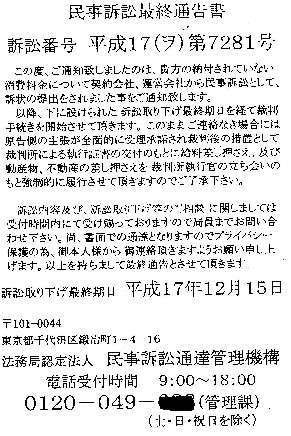 民事訴訟最終通告書
訴訟番号 平成17(ヲ)第7281号
この度、ご通知致しましたのは、貴方の納付されていない
消費料金について契約会社、運営会社から民事訴訟として、
訴状の提出をされました事をご通知致します。
以降、下に設けられた訴訟取り下げ最終期日を経て裁判
手続きを開始させて頂きます。このままご連絡なき場合には
原告側の主張が全面的に受理承諾され裁判後の措置として
裁判所による執行証書の交付のもとに給料差し押さえ、及び
動産物、不動産の差し押さえを裁判所執行官の立ち会いの
もと強制的に履行させて頂きますのでご了承下さい。
訴訟内容及び、訴訟取り下げ等のご相談に関しましては
受付時間内にて受け賜っておりますので局員までお問い合
わせ下さい。尚、書面での通達となりますのでプライバシー
保護の為、御本人様から御連絡頂きますようお願い申し上
げます。以上を持ちまして最終通告とさせて頂きます。
訴訟取り下げ最終期日 平成17年12月15日
〒101-0044
東京都千代田区鍛冶町1-4-16
法務局認定法人 民事訴訟通達管理機構
電話受付時間 9:00~18:00
0120-049-(管理課)
(土・日・祝日を除く)